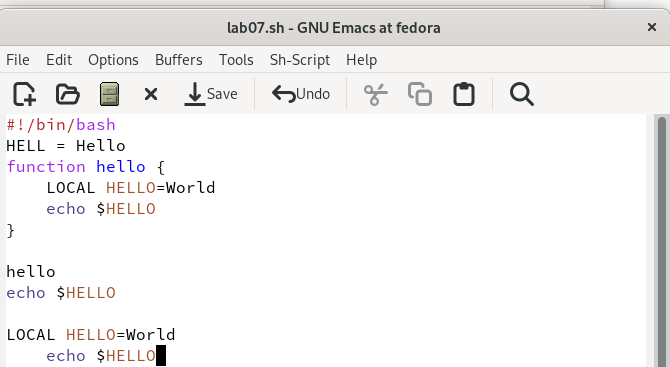 lab07.sh - GNU Emacs at fedora
File Edit Options Buffers Tools Sh-Script Help
Save Undo
#!/bin/bash
HELL = Hello
function hello {
    LOCAL HELLO=World
    echo $HELLO
}
hello
echo $HELLO
LOCAL HELLO=World
    echo $HELLO